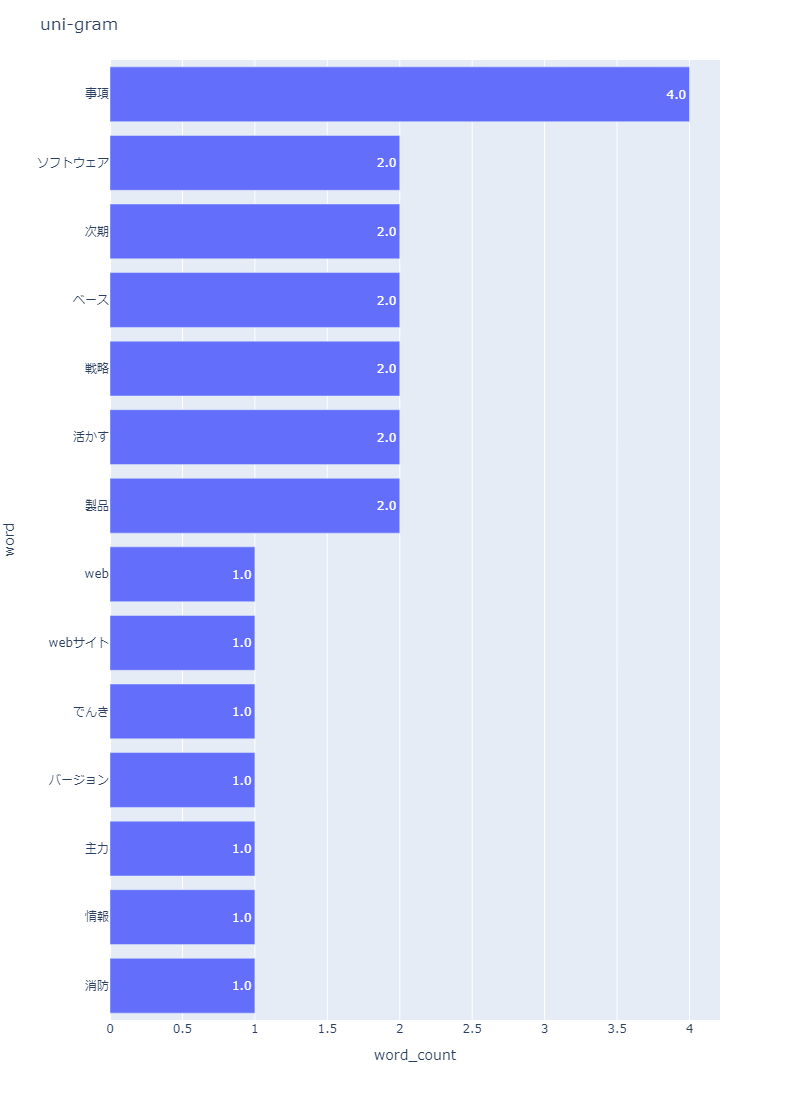 uni-gram
事項
4.0
ソフトウェア
2.0
次期
2.0
ベース
2.0
戦略
2.0
活かす
2.0
製品
2.0
web
1.0
webサイト
1.0
でんき
1.0
バージョン
1.0
主力
1.0
情報
1.0
消防
1.0
word
0
0.5
1
1.5
2
2.5
3
3.5
4
word_count